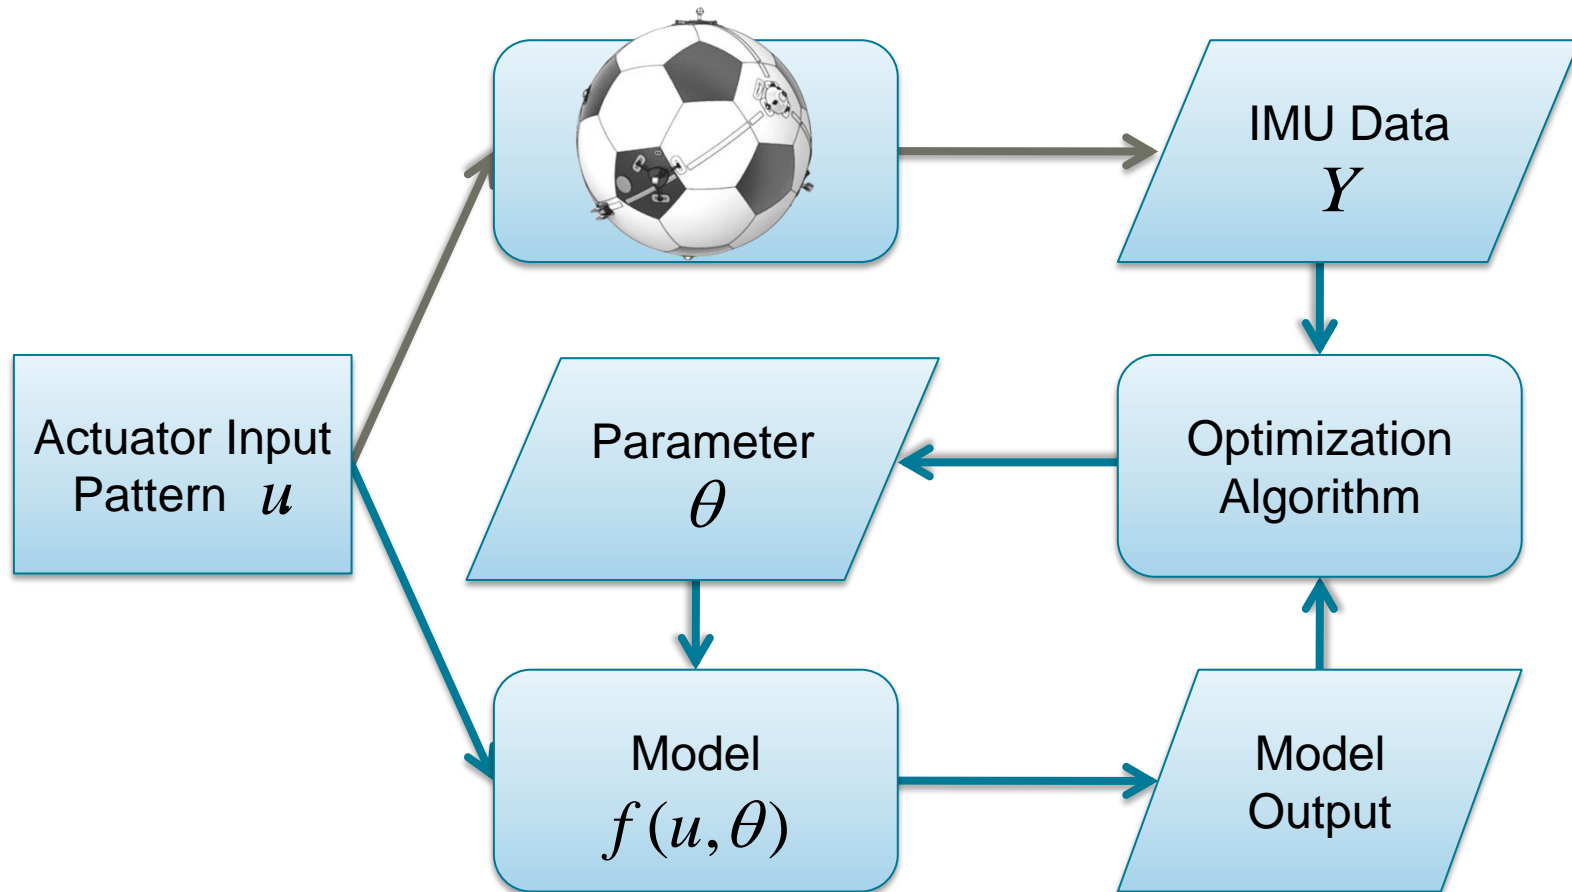 IMU Data
Y
Actuator Input
Pattern u
Parameter
θ
Optimization
Algorithm
Model
f(u,θ)
Model
Output